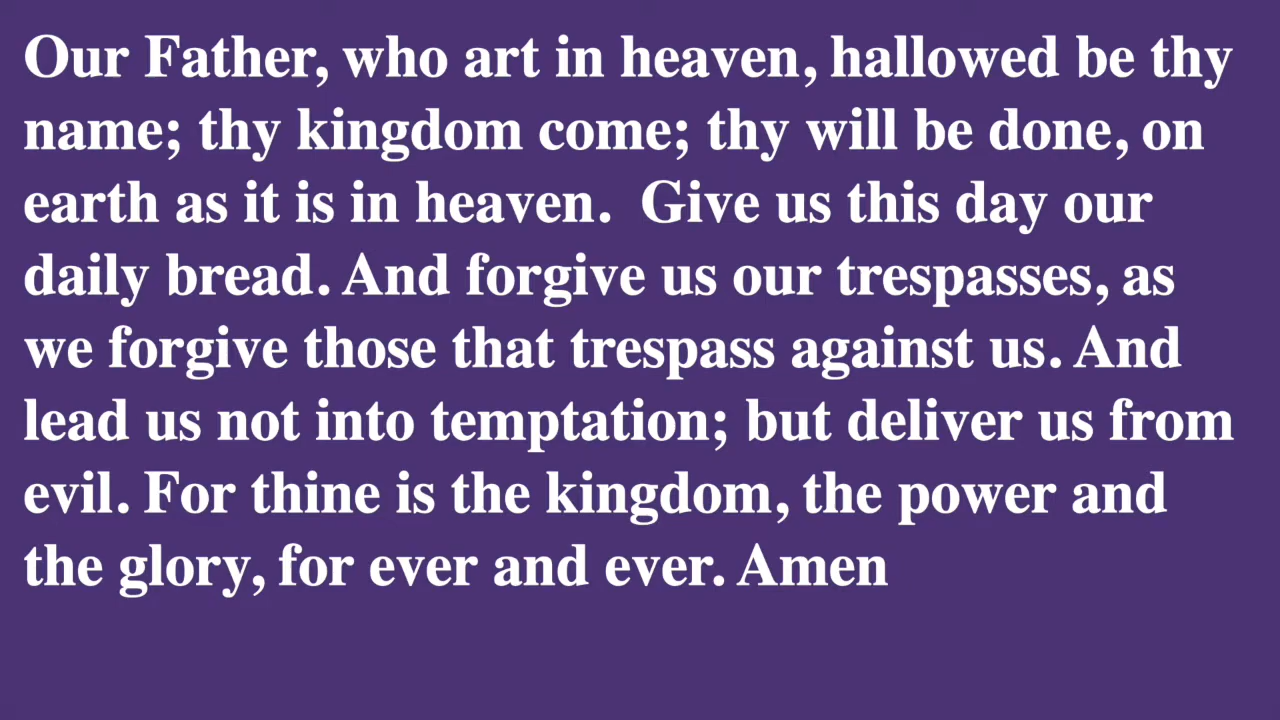 Our Father, who art in heaven, hallowed be thy
name; thy kingdom come; thy will be done, on
earth as it is in heaven.  Give us this day our
daily bread. And forgive us our trespasses, as
we forgive those that trespass against us. And
lead us not into temptation; but deliver us from
evil. For thine is the kingdom, the power and
the glory, for ever and ever. Amen